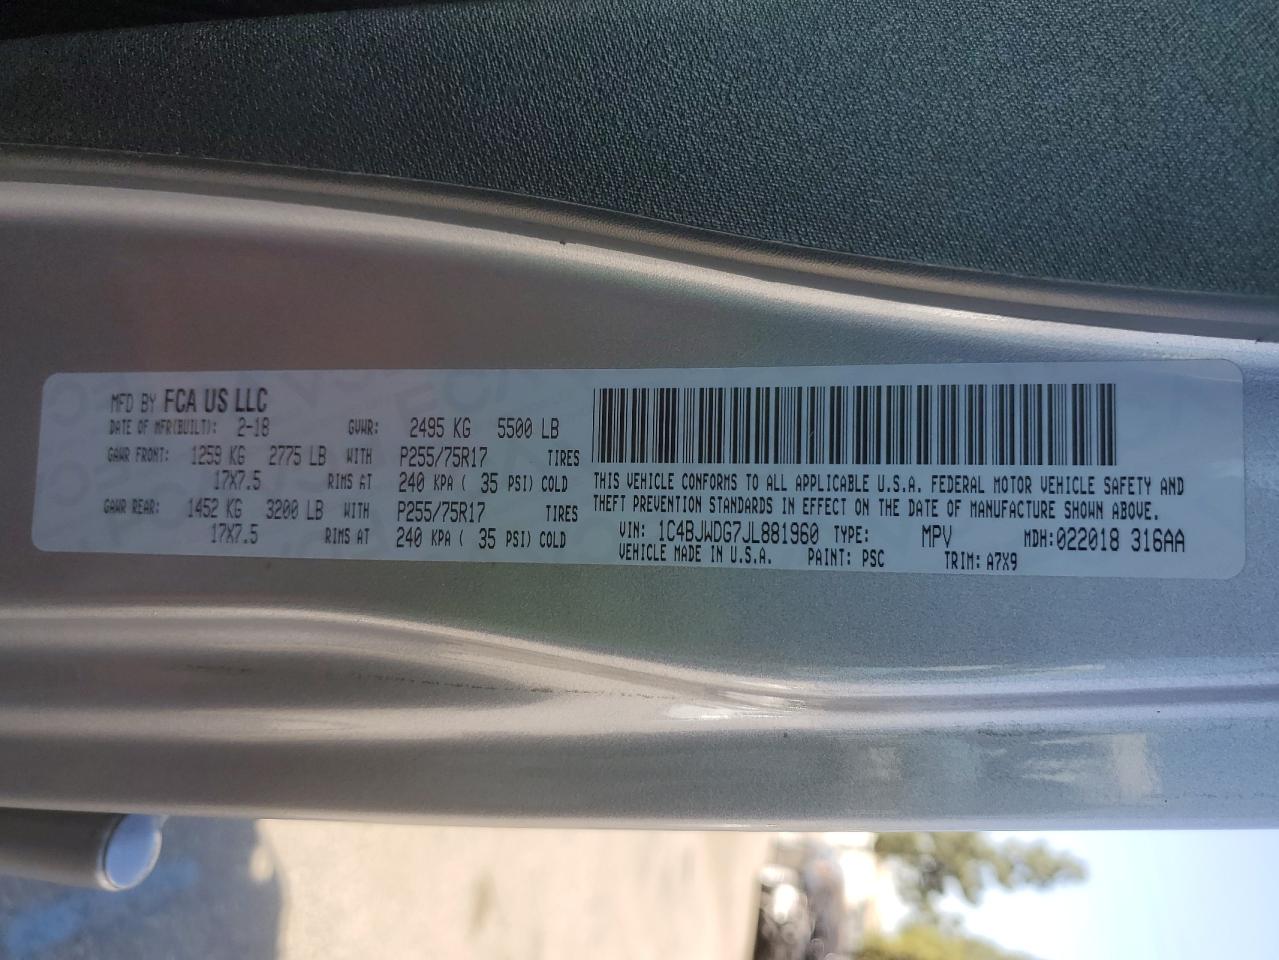 MFD BY FCA US LLC
DATE OF MFR(BUILT): 2-18 GVWR: 2495 KG 5500 LB
GAWR FRONT: 1259 KG 2775 LB WITH P255/75R17 TIRES
17X7.5 RIMS AT 240 KPA ( 35 PSI) COLD
GAWR REAR: 1452 KG 3200 LB WITH P255/75R17 TIRES
17X7.5 RIMS AT 240 KPA ( 35 PSI) COLD
THIS VEHICLE CONFORMS TO ALL APPLICABLE U.S.A. FEDERAL MOTOR VEHICLE SAFETY AND
THEFT PREVENTION STANDARDS IN EFFECT ON THE DATE OF MANUFACTURE SHOWN ABOVE.
VIN: 1C4BJWDG7JL881960 TYPE: MPV MDH:022018 316AA
VEHICLE MADE IN U.S.A. PAINT: PSC TRIM: A7X9